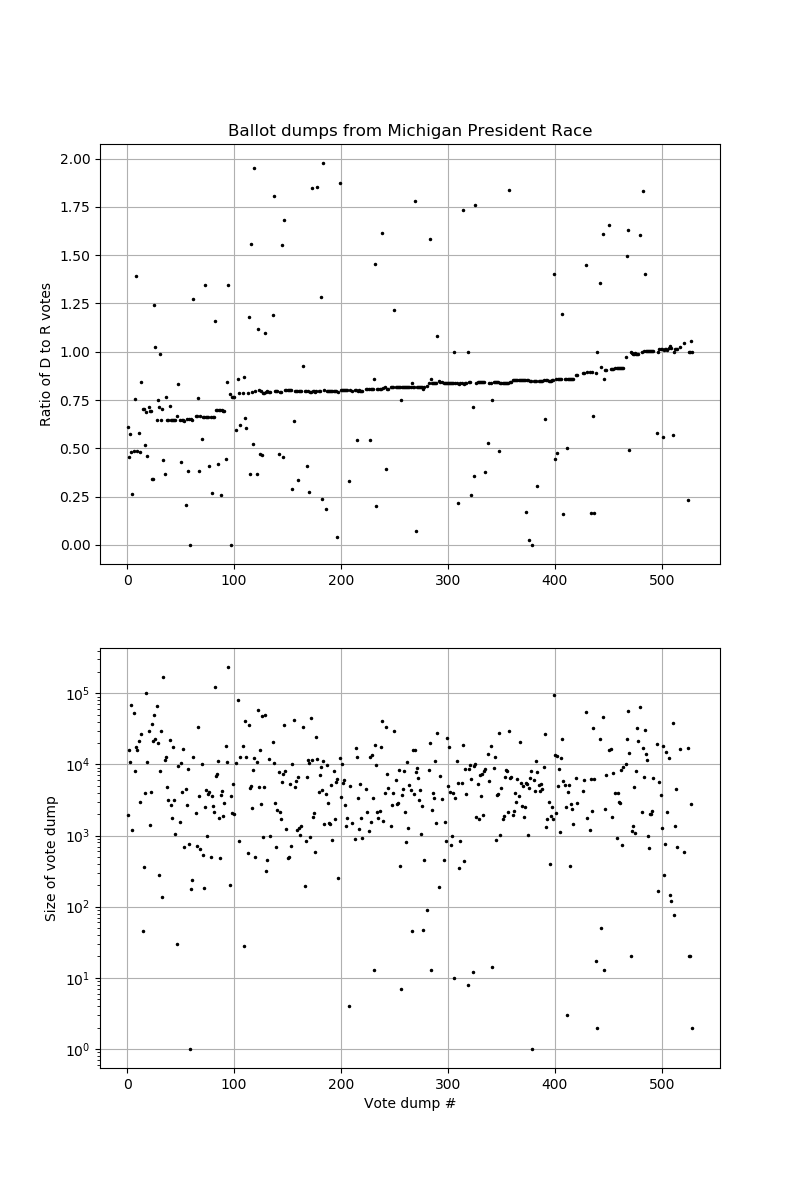 Ballot dumps from Michigan President Race
Ratio of D to R votes
2.00
1.75
1.50
1.25
1.00
0.75
0.50
0.25
0.00
0 100 200 300 400 500
Size of vote dump
10^5
10^4
10^3
10^2
10^1
10^0
0 100 200 300 400 500
Vote dump #